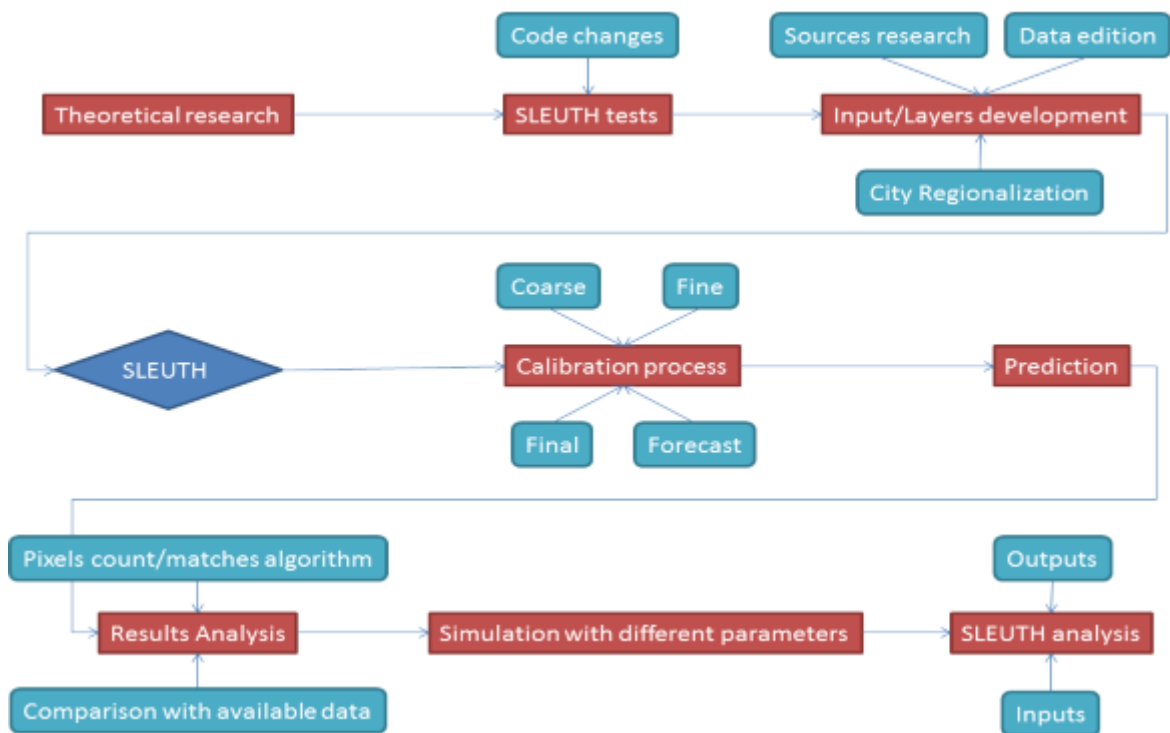 Code changes
Sources research
Data edition
Theoretical research
SLEUTH tests
Input/Layers development
City Regionalization
Coarse
Fine
SLEUTH
Calibration process
Prediction
Final
Forecast
Pixels count/matches algorithm
Outputs
Results Analysis
Simulation with different parameters
SLEUTH analysis
Comparison with available data
Inputs